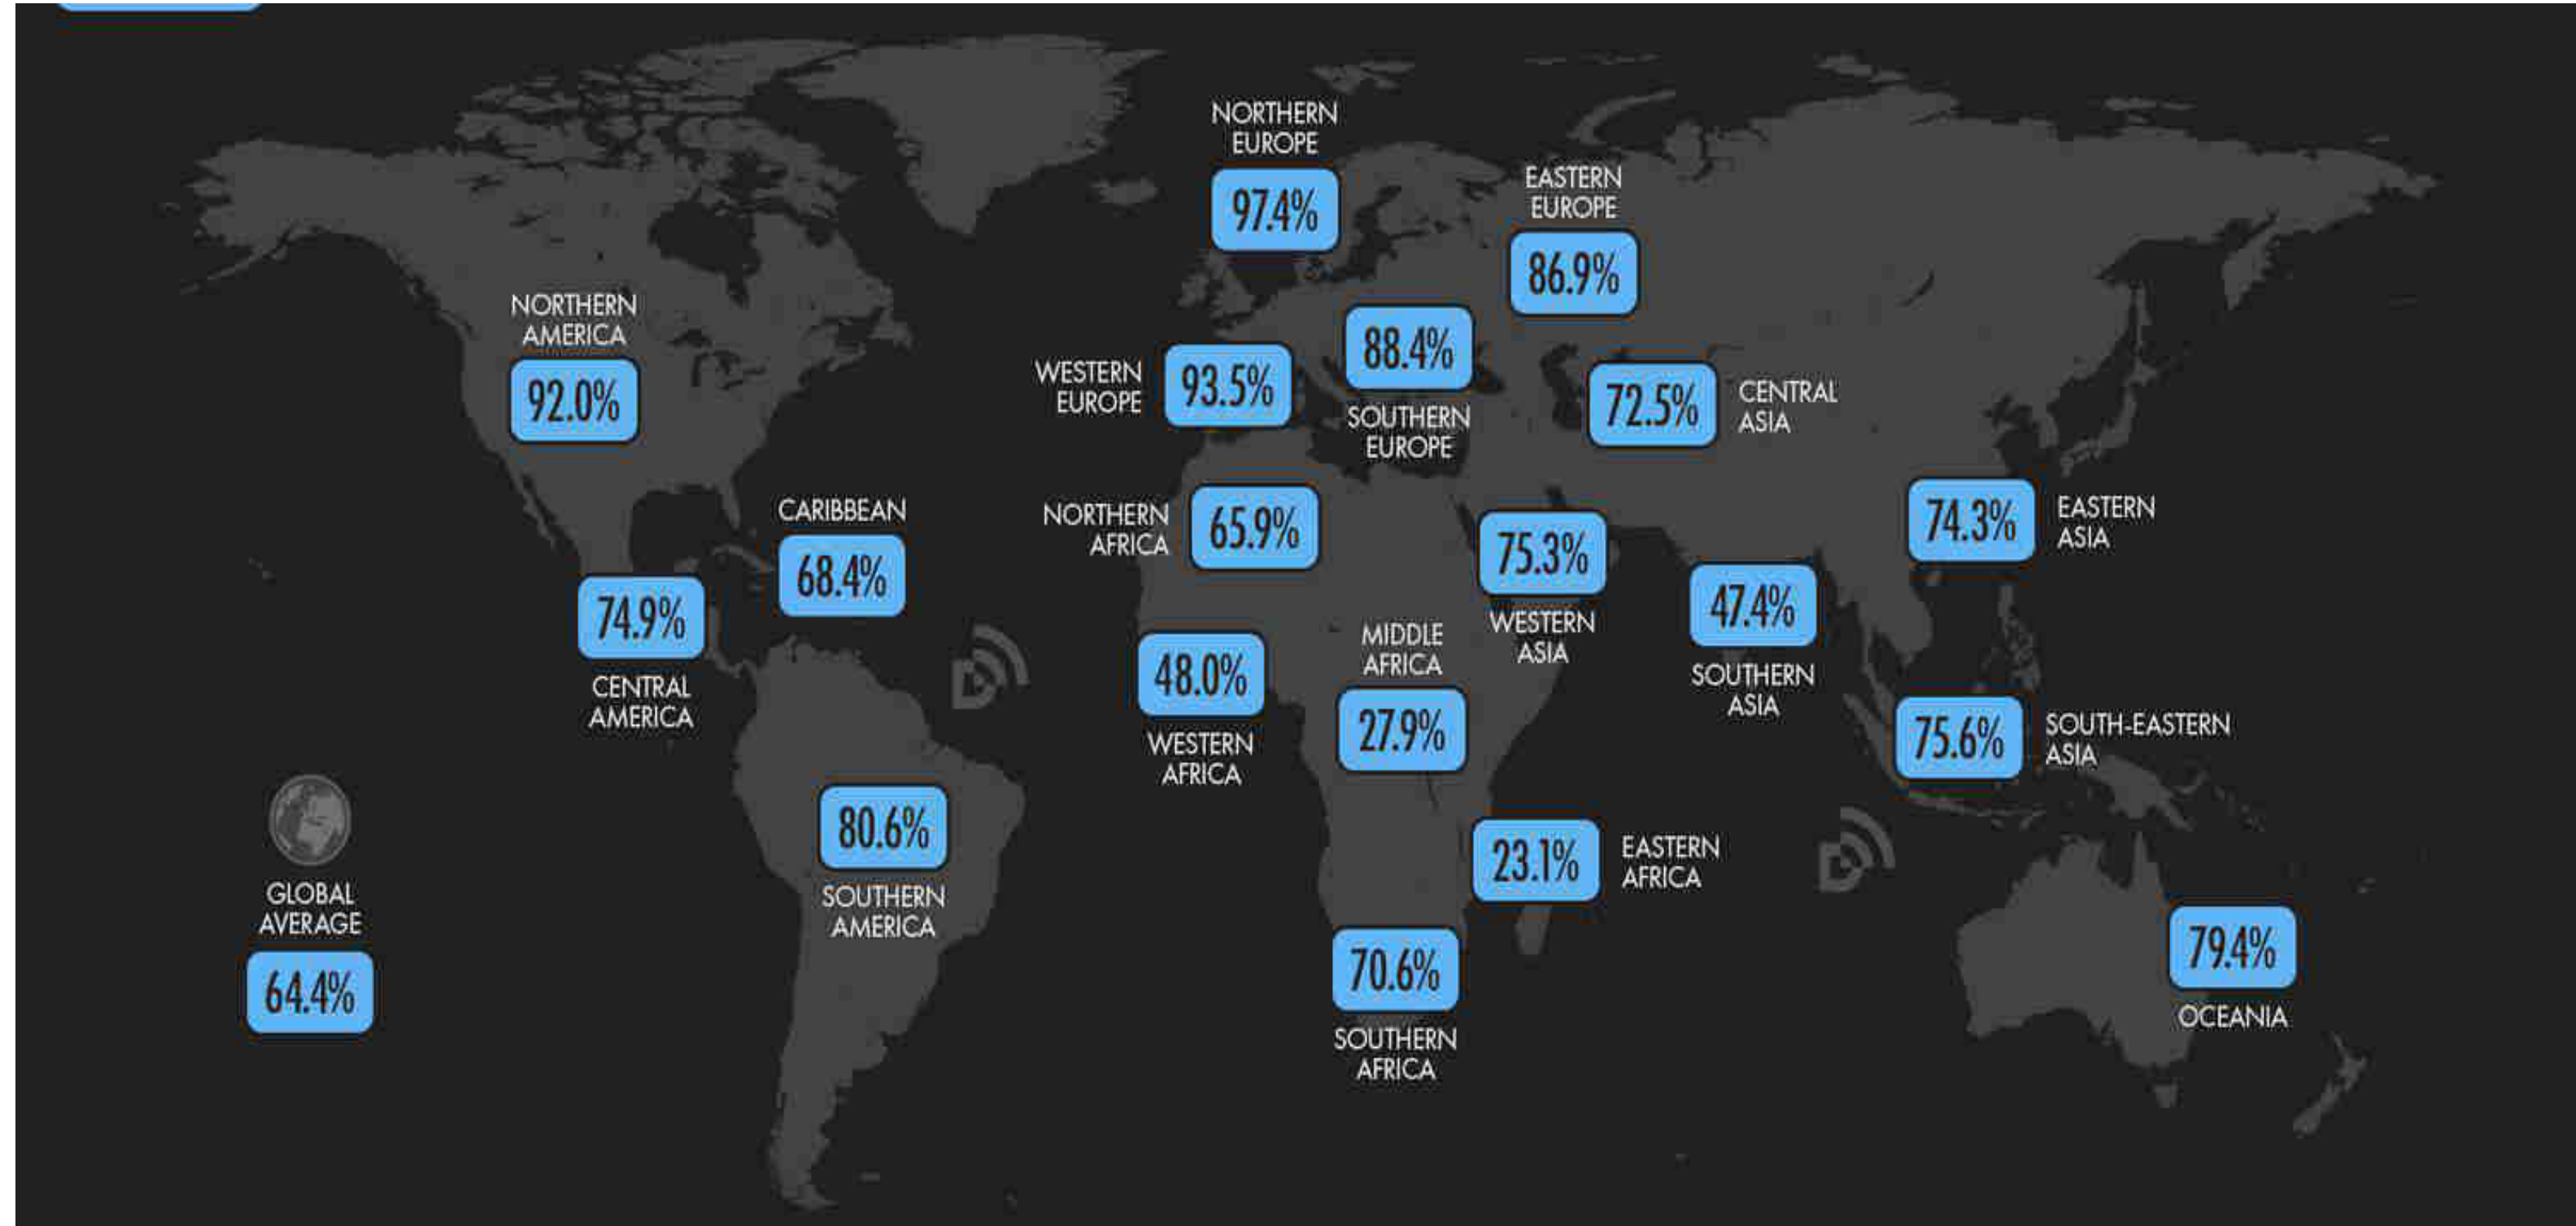 NORTHERN
EUROPE
97.4%
EASTERN
EUROPE
86.9%
NORTHERN
AMERICA
92.0%
WESTERN
EUROPE
93.5%
88.4%
SOUTHERN
EUROPE
72.5%
CENTRAL
ASIA
CARIBBEAN
68.4%
NORTHERN
AFRICA
65.9%
75.3%
WESTERN
ASIA
74.3%
EASTERN
ASIA
74.9%
CENTRAL
AMERICA
48.0%
WESTERN
AFRICA
MIDDLE
AFRICA
27.9%
47.4%
SOUTHERN
ASIA
75.6%
SOUTH-EASTERN
ASIA
80.6%
SOUTHERN
AMERICA
23.1%
EASTERN
AFRICA
GLOBAL
AVERAGE
64.4%
70.6%
SOUTHERN
AFRICA
79.4%
OCEANIA